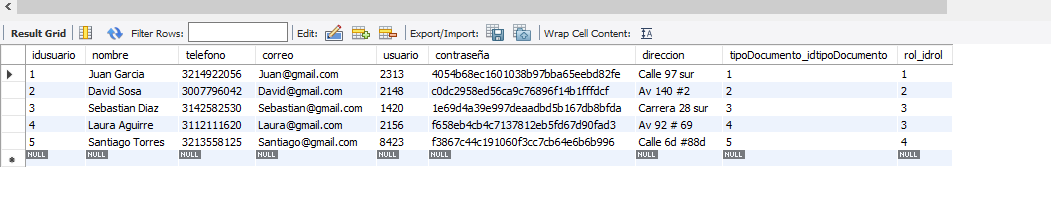 Result Grid Filter Rows: Edit: Export/Import: Wrap Cell Content: IA
idusuario nombre telefono correo usuario contraseña direccion tipoDocumento_idtipoDocumento rol_idrol
1 Juan Garcia 3214922056 Juan@gmail.com 2313 4054b68ec1601038b97bba65eebd82fe Calle 97 sur 1 1
2 David Sosa 3007796042 David@gmail.com 2148 c0dc2958ed56ca9c76896f14b1fffdcf Av 140 #2 2 2
3 Sebastian Diaz 3142582530 Sebastian@gmail.com 1420 1e69d4a39e997deaadbd5b167db8bfda Carrera 28 sur 3 3
4 Laura Aguirre 3112111620 Laura@gmail.com 2156 f658eb4cb4c7137812eb5fd67d90fad3 Av 92 # 69 4 3
5 Santiago Torres 3213558125 Santiago@gmail.com 8423 f3867c44c191060f3cc7cb64e6b6b996 Calle 6d #88d 5 4
NULL NULL NULL NULL NULL NULL NULL NULL NULL